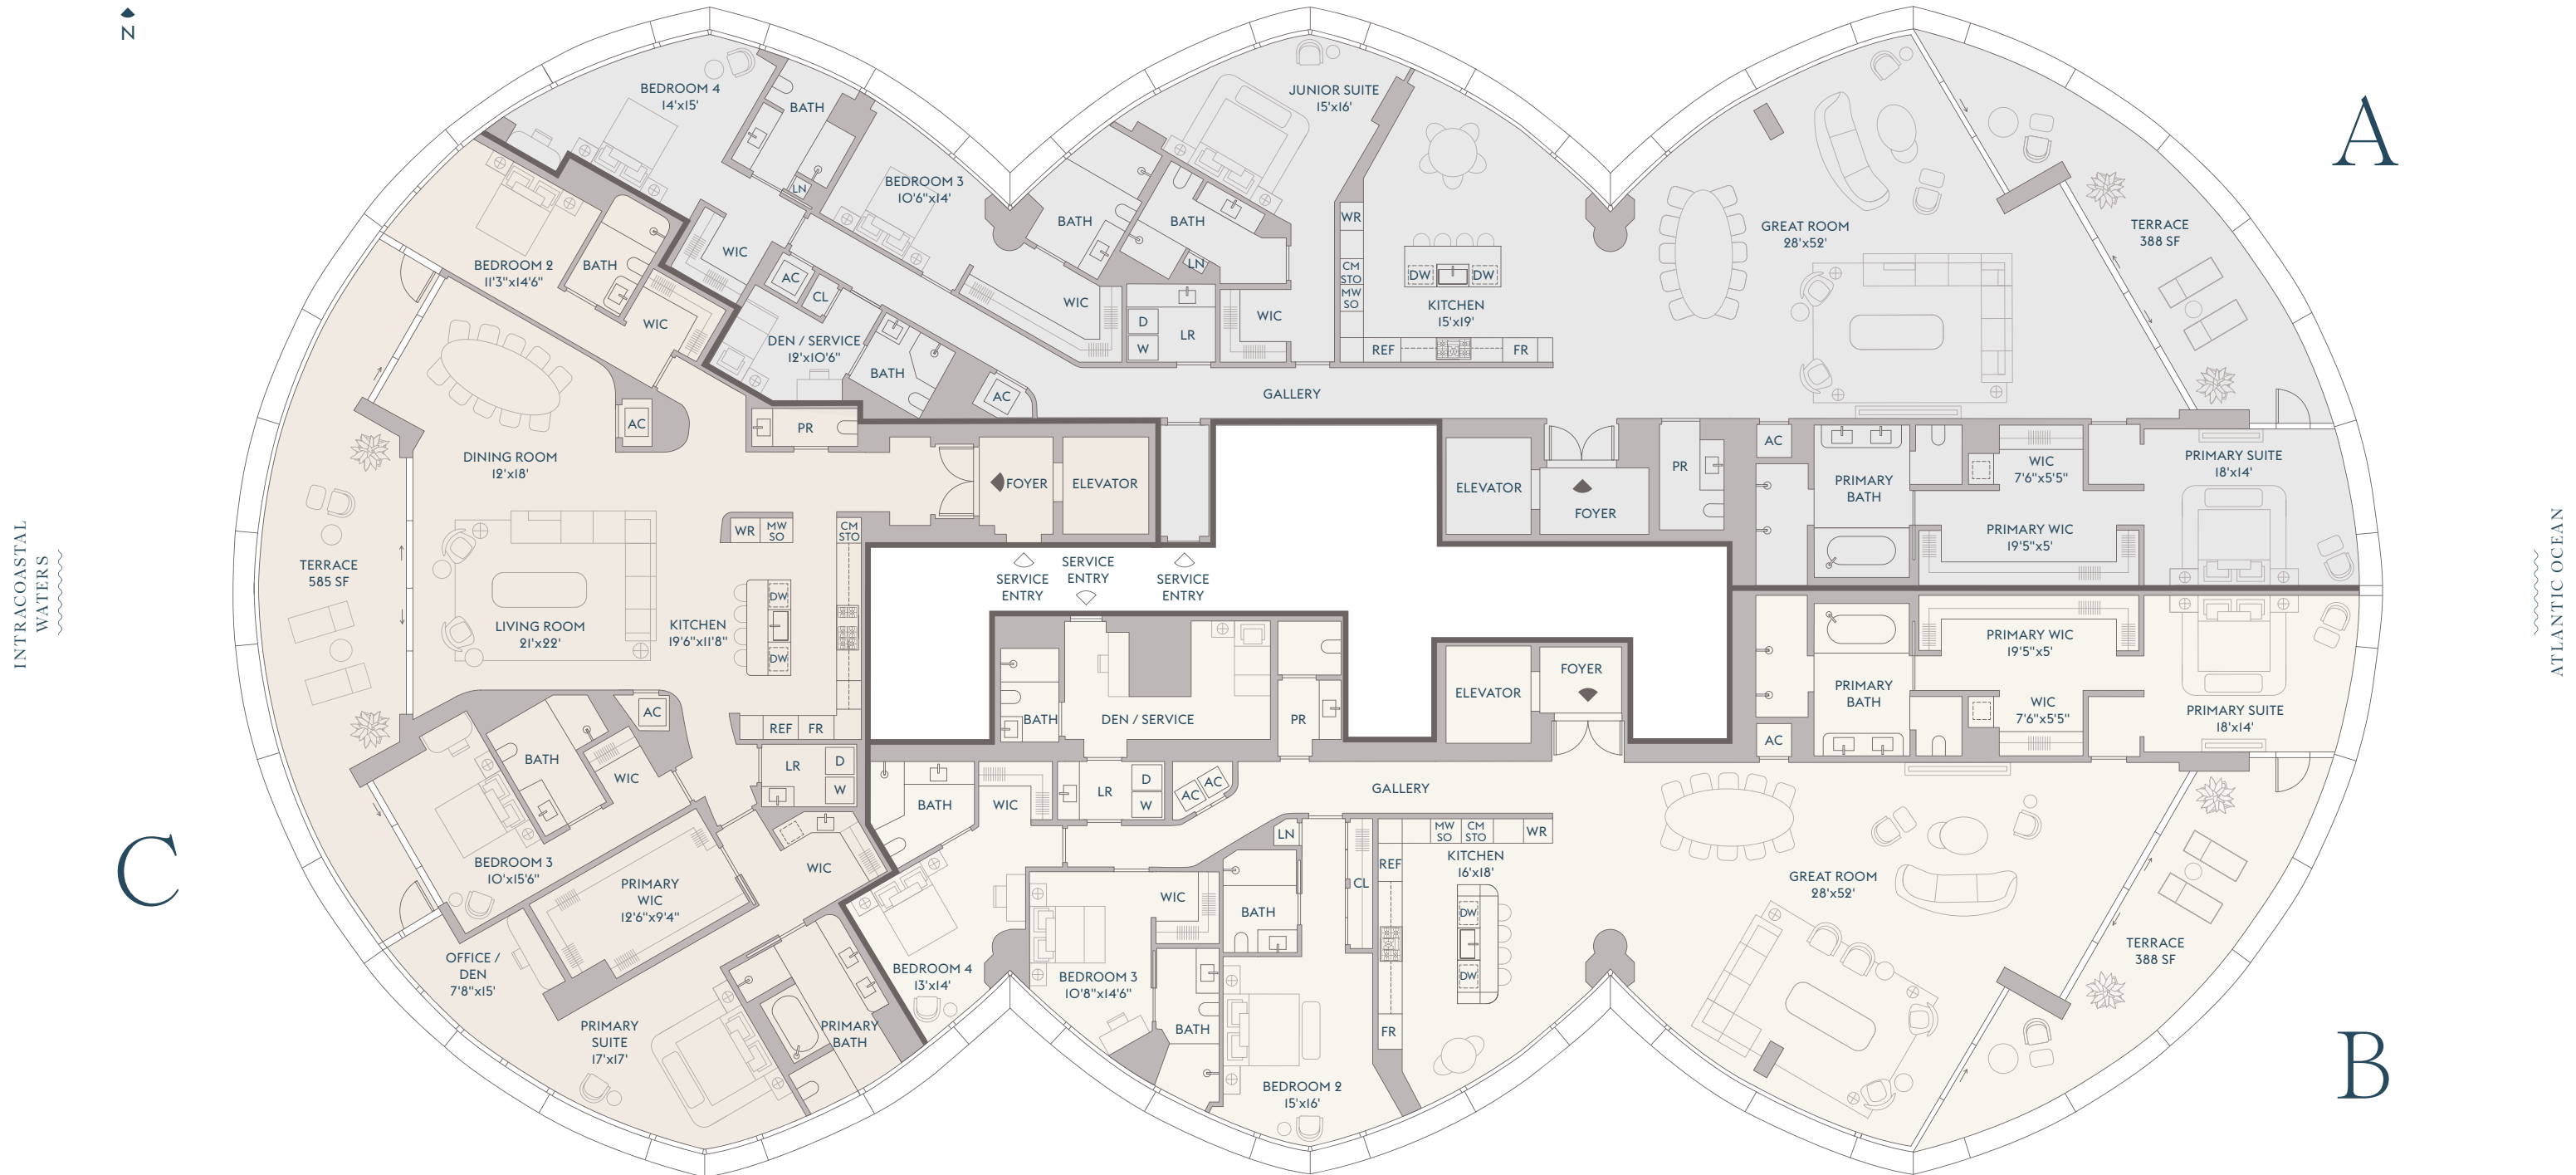 N
A
BEDROOM 4
14'x15'
BATH
LN
BEDROOM 3
10'6"x14'
JUNIOR SUITE
15'x16'
BATH
BATH
LN
WIC
AC
CL
WIC
D
W
LR
WIC
WR
CM
STO
MW
SO
DW
DW
KITCHEN
15'x19'
REF
FR
GREAT ROOM
28'x52'
TERRACE
388 SF
BEDROOM 2
11'3"x14'6"
BATH
WIC
DEN / SERVICE
12'x10'6"
BATH
AC
GALLERY
AC
PR
DINING ROOM
12'x18'
FOYER
ELEVATOR
ELEVATOR
FOYER
PR
AC
PRIMARY
BATH
WIC
7'6"x5'5"
PRIMARY SUITE
18'x14'
PRIMARY WIC
19'5"x5'
INTRACOASTAL
WATERS
ATLANTIC OCEAN
WR
MW
SO
CM
STO
TERRACE
585 SF
SERVICE
ENTRY
SERVICE
ENTRY
SERVICE
ENTRY
DW
DW
LIVING ROOM
21'x22'
KITCHEN
19'6"x11'8"
REF
FR
AC
BATH
DEN / SERVICE
PR
ELEVATOR
FOYER
PRIMARY WIC
19'5"x5'
PRIMARY
BATH
WIC
7'6"x5'5"
PRIMARY SUITE
18'x14'
AC
C
BATH
WIC
LR
D
W
BEDROOM 3
10'x15'6"
PRIMARY
WIC
12'6"x9'4"
WIC
BATH
WIC
LR
D
W
AC
AC
GALLERY
LN
CL
MW
SO
CM
STO
WR
REF
KITCHEN
16'x18'
DW
DW
FR
GREAT ROOM
28'x52'
TERRACE
388 SF
OFFICE /
DEN
7'8"x15'
PRIMARY
SUITE
17'x17'
PRIMARY
BATH
BEDROOM 4
13'x14'
BEDROOM 3
10'8"x14'6"
WIC
BATH
BATH
BEDROOM 2
15'x16'
B